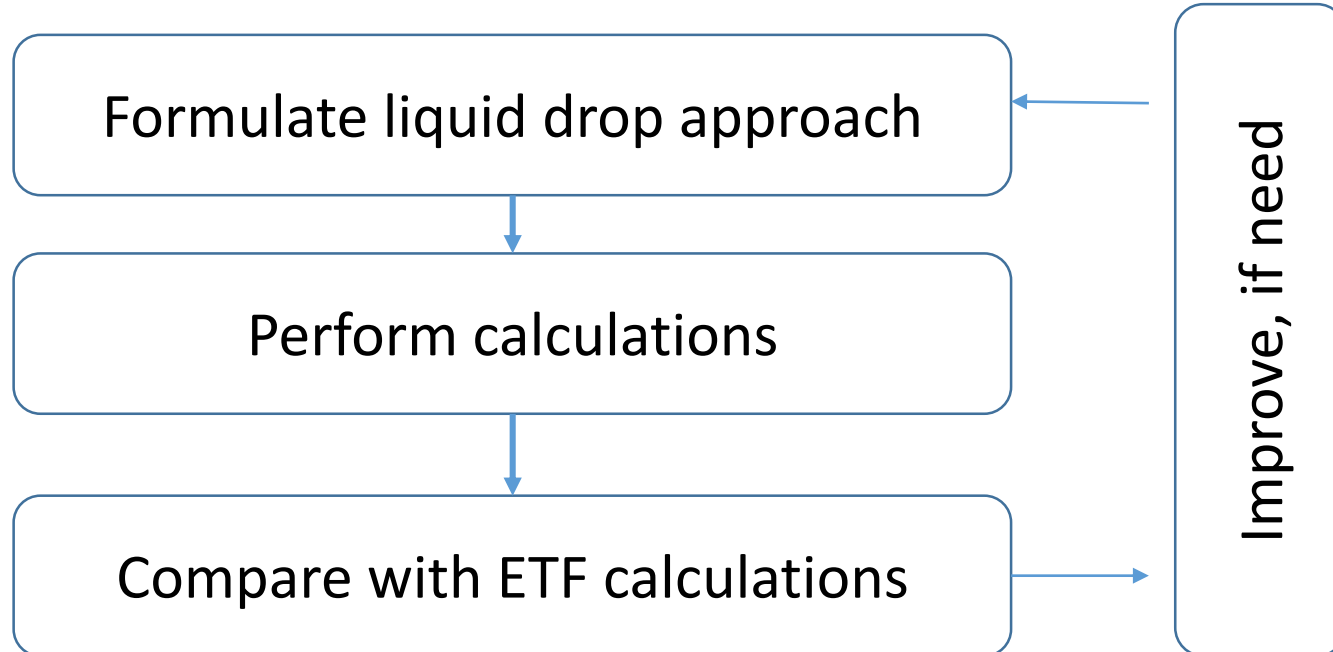 Formulate liquid drop approach
Perform calculations
Compare with ETF calculations
Improve, if need